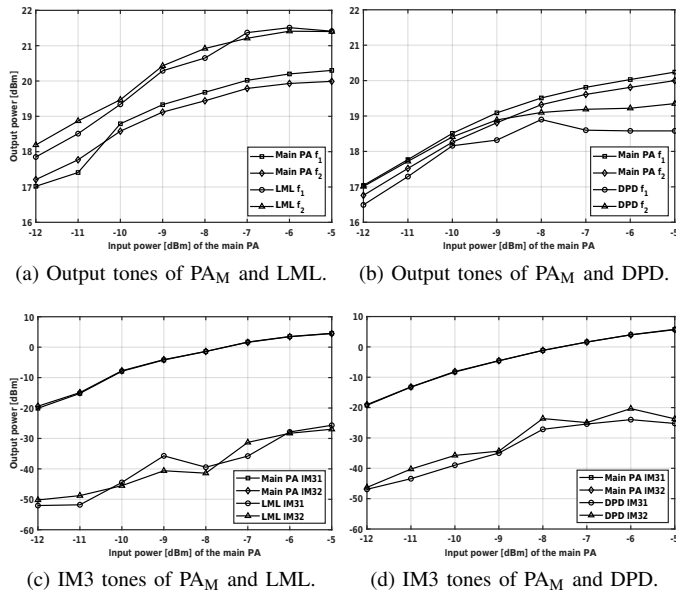 22
21
20
19
18
17
16
Output power [dBm]
Main PA f1
Main PA f2
LML f1
LML f2
-12 -11 -10 -9 -8 -7 -6 -5
Input power [dBm] of the main PA
(a) Output tones of PAM and LML.
22
21
20
19
18
17
16
Main PA f1
Main PA f2
DPD f1
DPD f2
-12 -11 -10 -9 -8 -7 -6 -5
Input power [dBm] of the main PA
(b) Output tones of PAM and DPD.
10
0
-10
-20
-30
-40
-50
-60
Output power [dBm]
Main PA IM31
Main PA IM32
LML IM31
LML IM32
-12 -11 -10 -9 -8 -7 -6 -5
Input power [dBm] of the main PA
(c) IM3 tones of PAM and LML.
10
0
-10
-20
-30
-40
-50
-60
Main PA IM31
Main PA IM32
DPD IM31
DPD IM32
-12 -11 -10 -9 -8 -7 -6 -5
Input power [dBm] of the main PA
(d) IM3 tones of PAM and DPD.